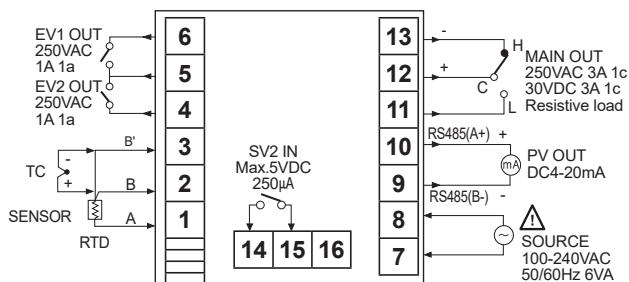 EV1 OUT
250VAC
1A 1a
EV2 OUT
250VAC
1A 1a
6
5
4
3
2
1
B'
B
A
TC
-
+
SENSOR
RTD
SV2 IN
Max.5VDC
250µA
14 15 16
13
12
11
10
9
8
7
-
+
H
C
L
MAIN OUT
250VAC 3A 1c
30VDC 3A 1c
Resistive load
RS485(A+) +
mA
PV OUT
DC4-20mA
RS485(B-) -
~
!
SOURCE
100-240VAC
50/60Hz 6VA